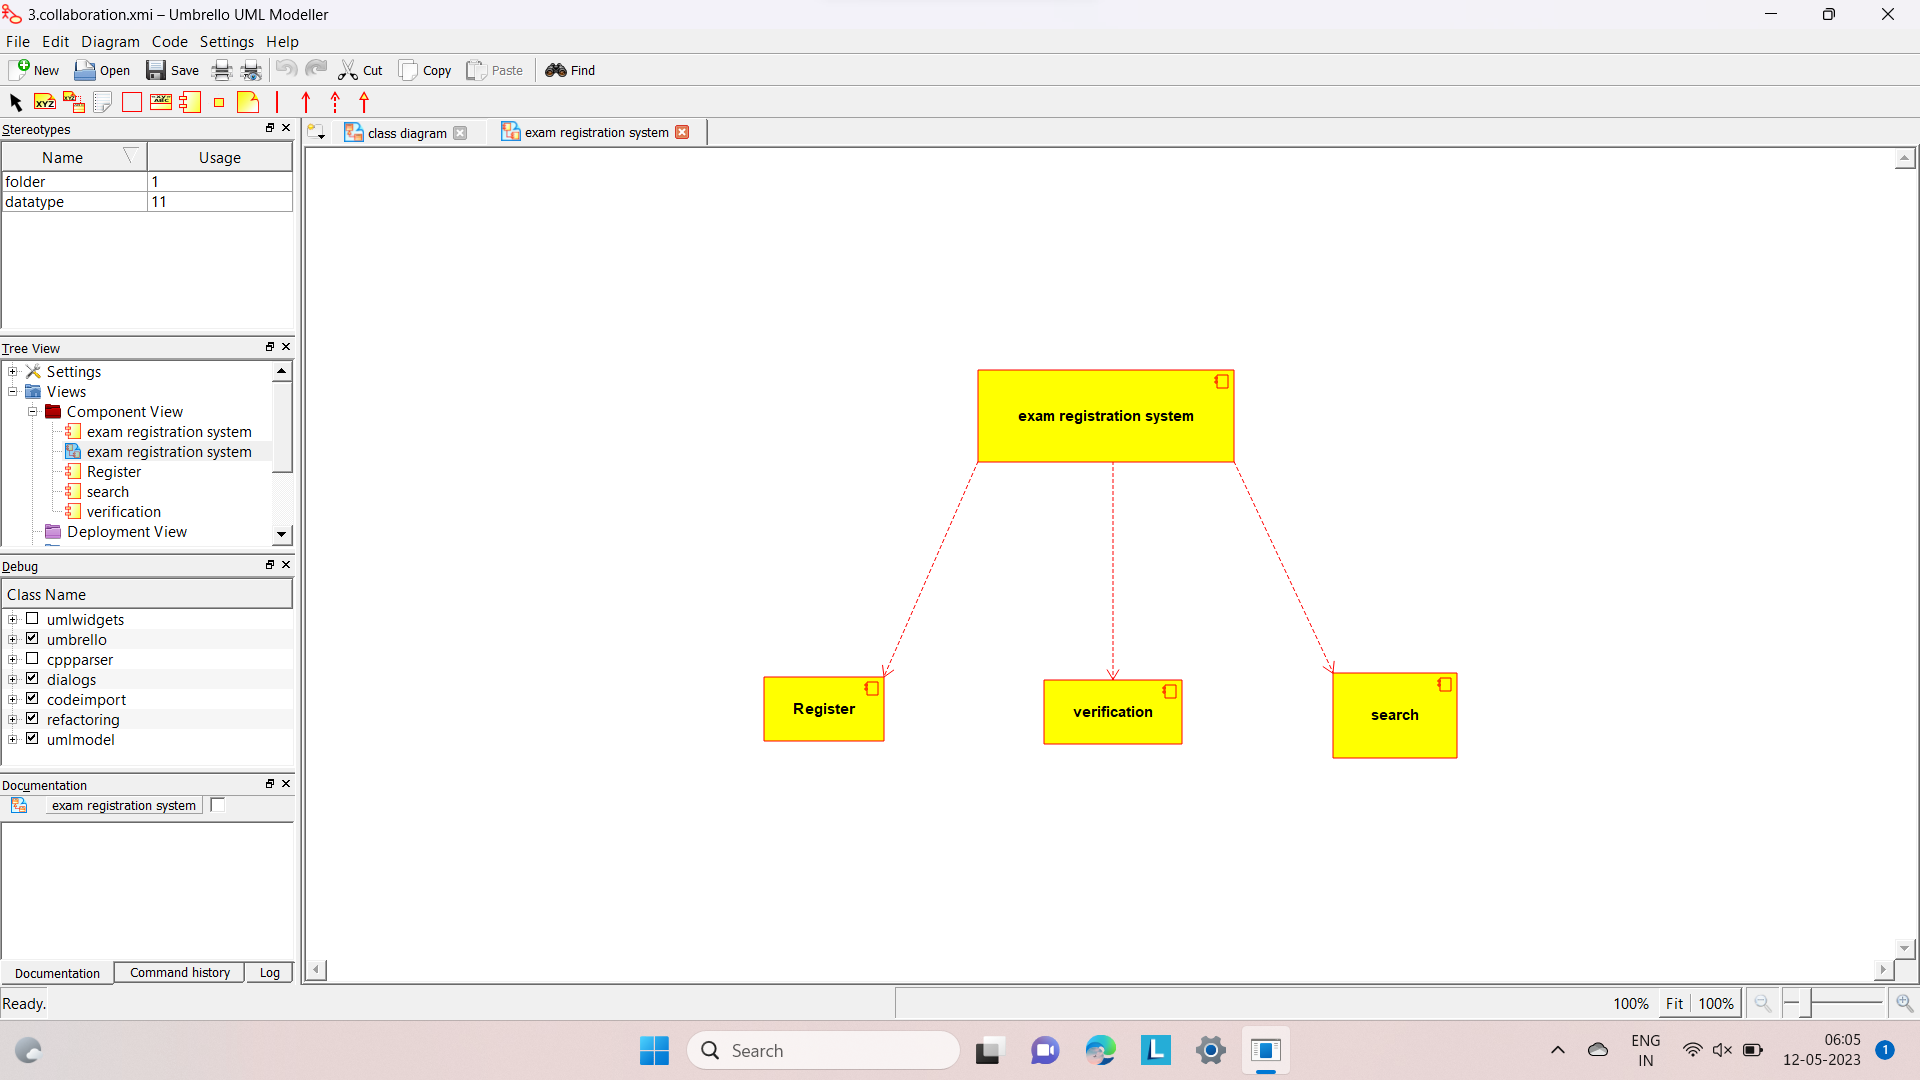 3.collaboration.xmi – Umbrello UML Modeller
File Edit Diagram Code Settings Help
New Open Save Cut Copy Paste Find
XYZ XYZ ABC
Stereotypes
class diagram
exam registration system
Name Usage
folder 1
datatype 11
Tree View
Settings
Views
Component View
exam registration system
exam registration system
Register
search
verification
Deployment View
Debug
Class Name
umlwidgets
umbrello
cppparser
dialogs
codeimport
refactoring
umlmodel
Documentation
exam registration system
Documentation Command history Log
exam registration system
Register
verification
search
Ready.
100% Fit 100%
Search
L
ENG
IN
06:05
12-05-2023
1